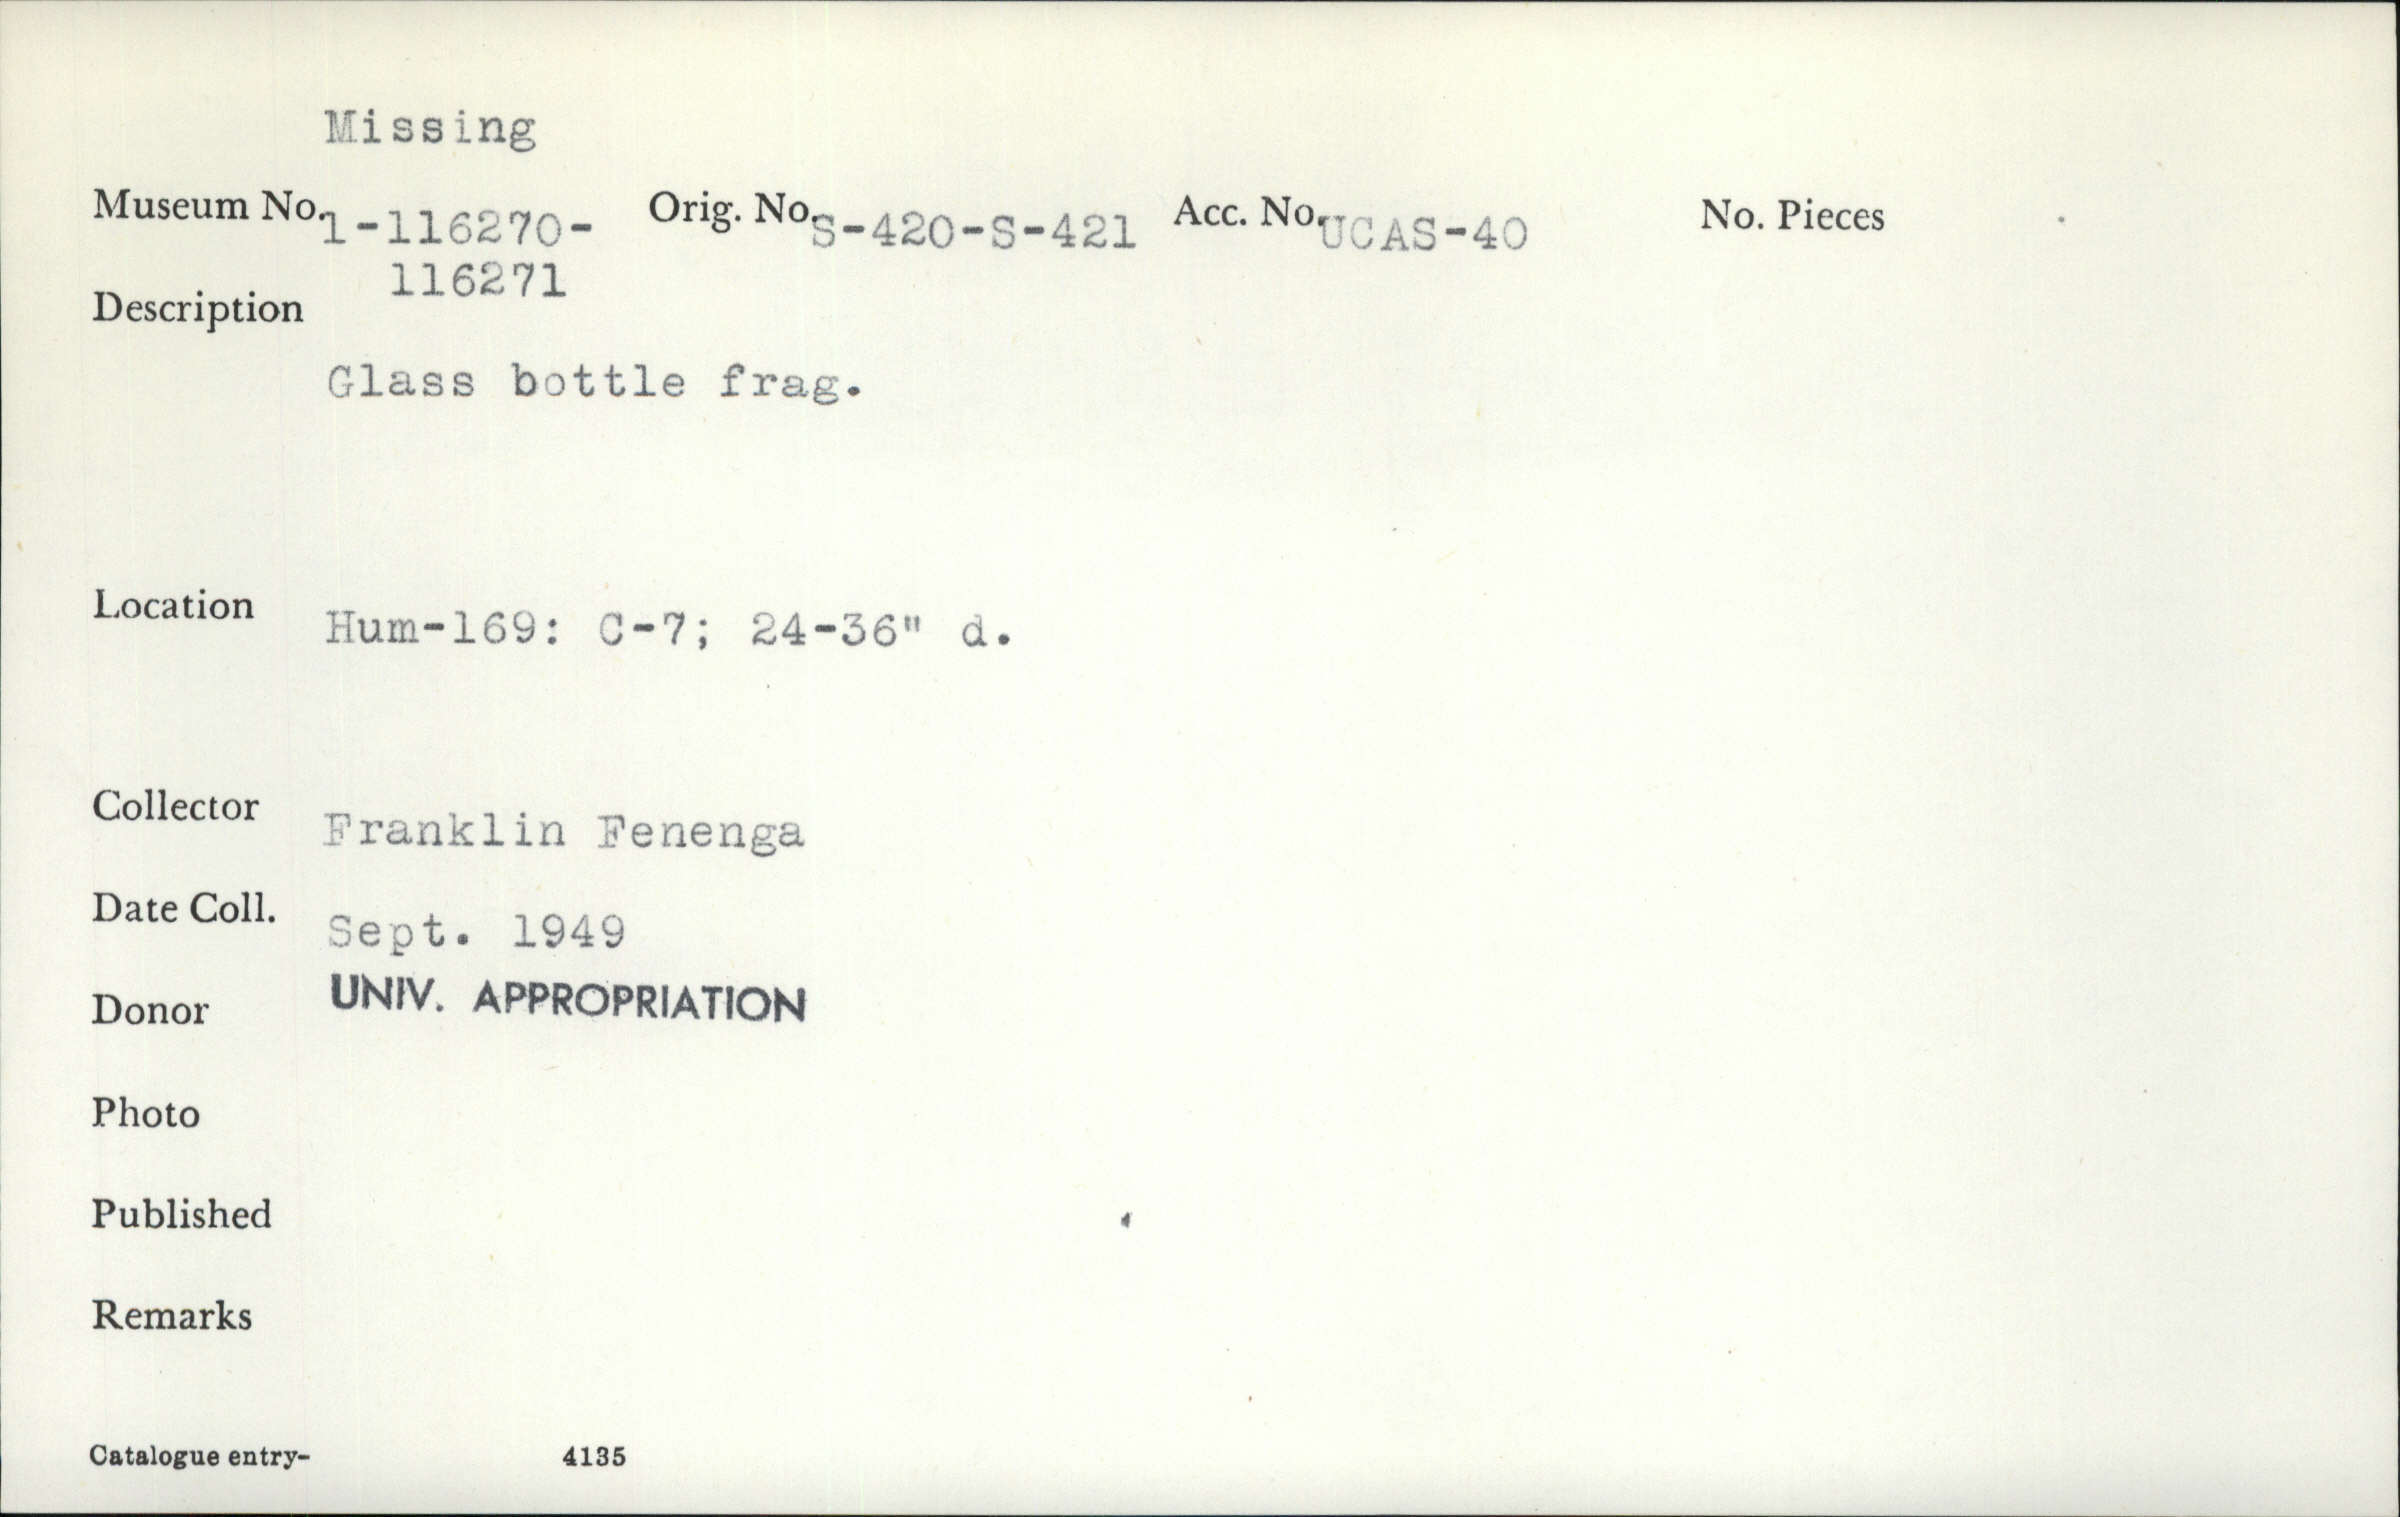 Missing
Museum No. 1-116270- Orig. No. S-420-S-421 Acc. No. UCAS-40 No. Pieces
116271
Description
Glass bottle frag.
Location Hum-169: C-7; 24-36" d.
Collector Franklin Fenenga
Date Coll. Sept. 1949
Donor UNIV. APPROPRIATION
Photo
Published
Remarks
Catalogue entry- 4135